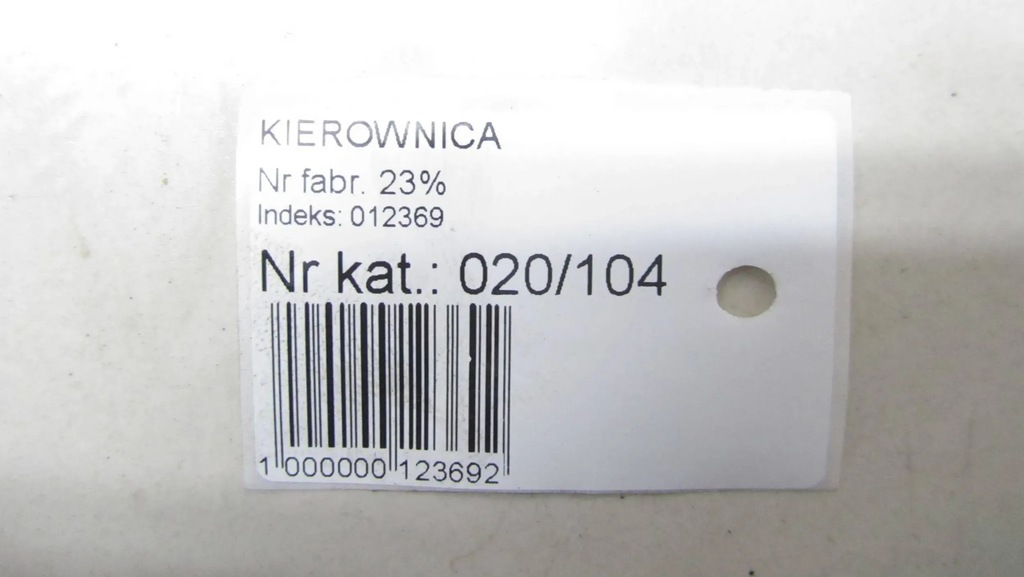 KIEROWNICA
Nr fabr. 23%
Indeks: 012369
Nr kat.: 020/104
1 000000 123692